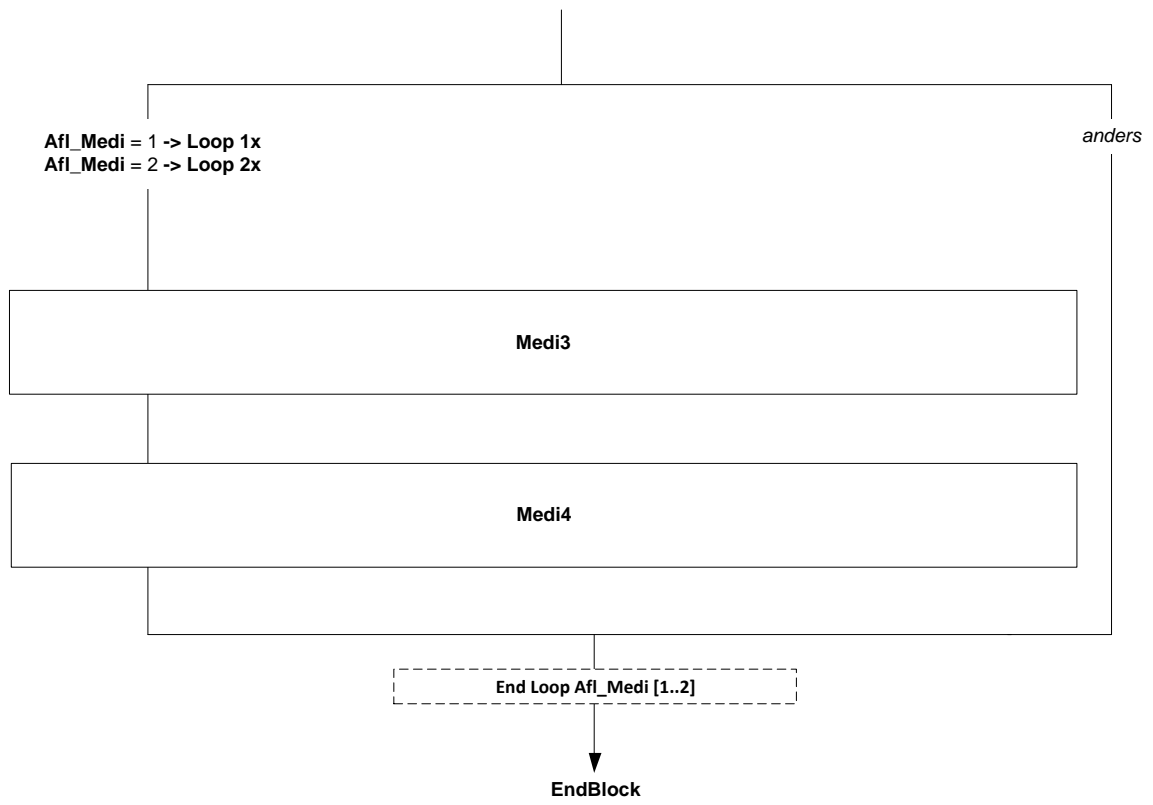 Afl_Medi = 1 -> Loop 1x
Afl_Medi = 2 -> Loop 2x
anders
Medi3
Medi4
End Loop Afl_Medi [1..2]
EndBlock